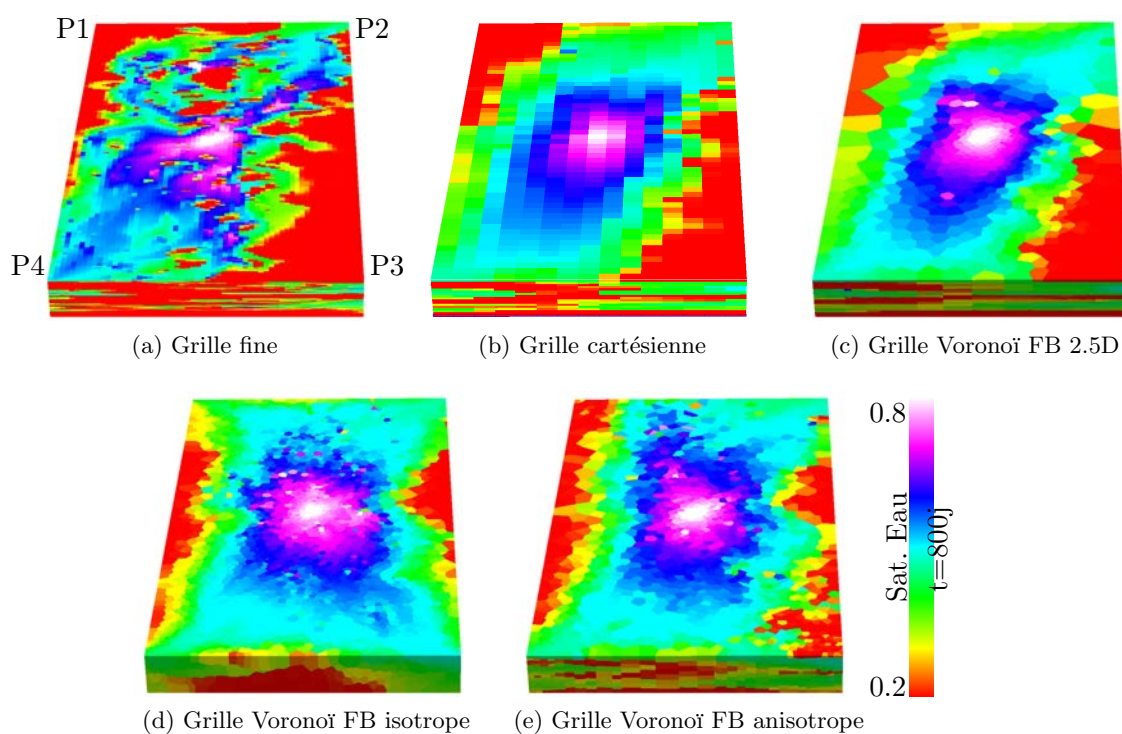 P1
P2
P4
P3
(a) Grille fine
(b) Grille cartésienne
(c) Grille Voronoï FB 2.5D
0.8
Sat. Eau
t=800j
0.2
(d) Grille Voronoï FB isotrope
(e) Grille Voronoï FB anisotrope